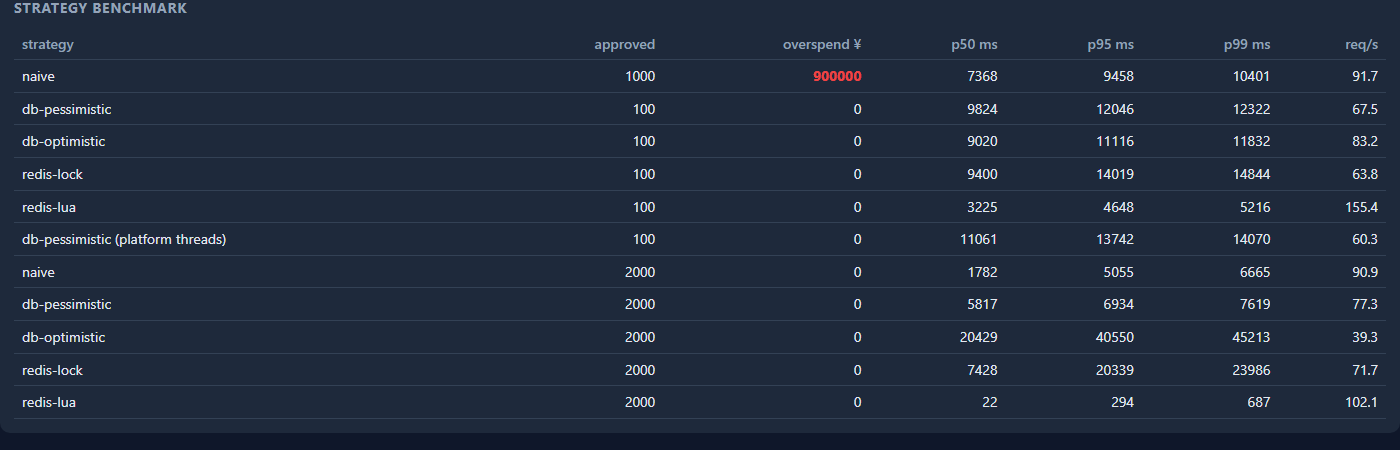 STRATEGY BENCHMARK
strategy approved overspend ¥ p50 ms p95 ms p99 ms req/s
naive 1000 900000 7368 9458 10401 91.7
db-pessimistic 100 0 9824 12046 12322 67.5
db-optimistic 100 0 9020 11116 11832 83.2
redis-lock 100 0 9400 14019 14844 63.8
redis-lua 100 0 3225 4648 5216 155.4
db-pessimistic (platform threads) 100 0 11061 13742 14070 60.3
naive 2000 0 1782 5055 6665 90.9
db-pessimistic 2000 0 5817 6934 7619 77.3
db-optimistic 2000 0 20429 40550 45213 39.3
redis-lock 2000 0 7428 20339 23986 71.7
redis-lua 2000 0 22 294 687 102.1